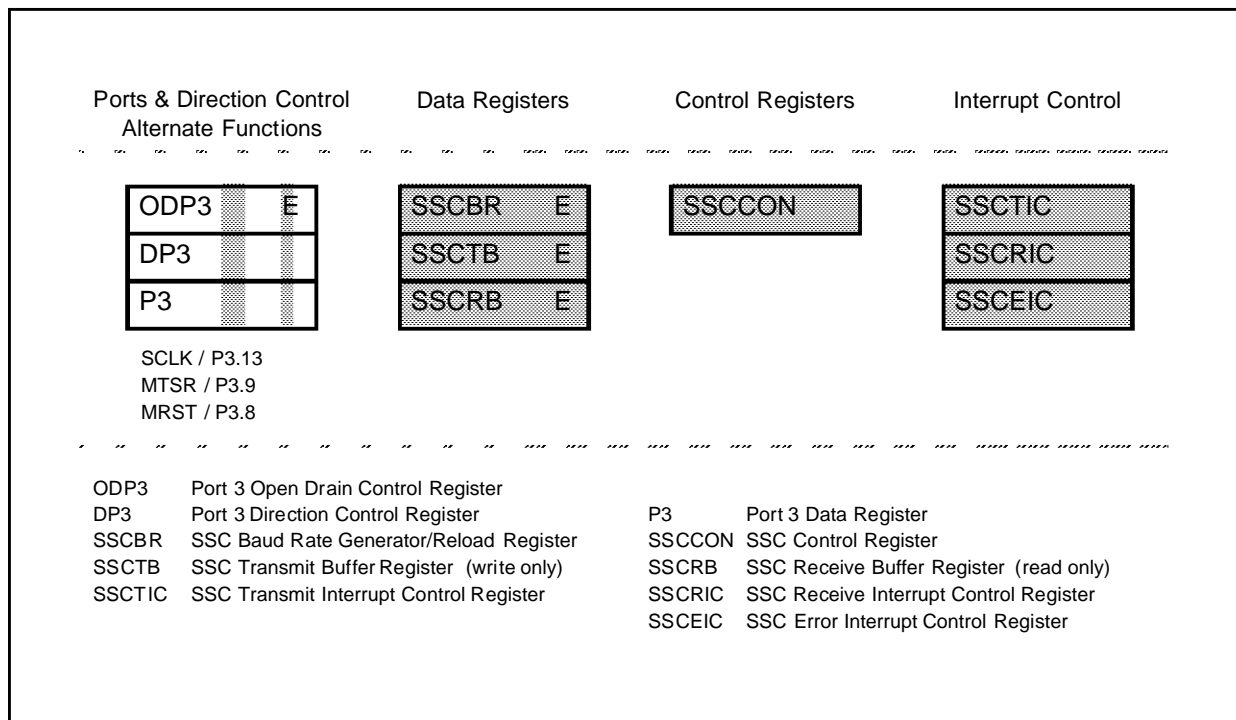 Ports & Direction Control Alternate Functions
Data Registers
Control Registers
Interrupt Control
ODP3 E
DP3
P3
SCLK / P3.13
MTSR / P3.9
MRST / P3.8
SSCBR E
SSCTB E
SSCRB E
SSCCON
SSCTIC
SSCRIC
SSCEIC
ODP3 Port 3 Open Drain Control Register
DP3 Port 3 Direction Control Register
SSCBR SSC Baud Rate Generator/Reload Register
SSCTB SSC Transmit Buffer Register (write only)
SSCTIC SSC Transmit Interrupt Control Register
P3 Port 3 Data Register
SSCCON SSC Control Register
SSCRB SSC Receive Buffer Register (read only)
SSCRIC SSC Receive Interrupt Control Register
SSCEIC SSC Error Interrupt Control Register